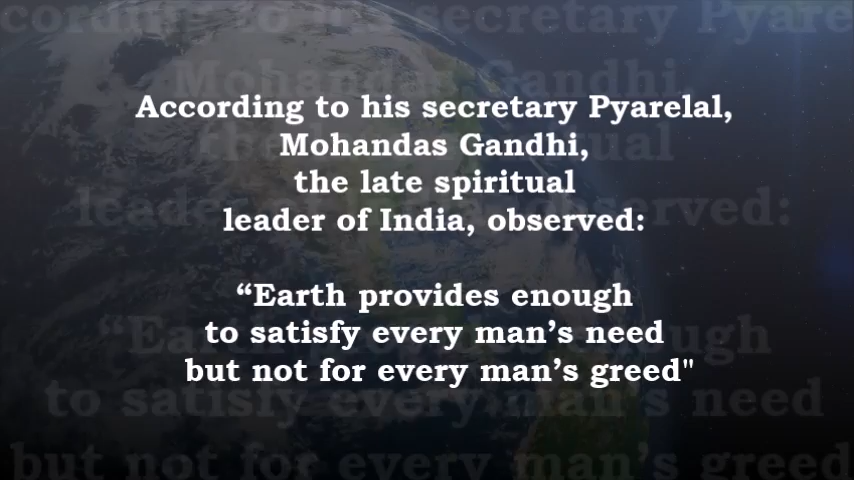 According to his secretary Pyarelal,
Mohandas Gandhi,
the late spiritual
leader of India, observed:
“Earth provides enough
to satisfy every man’s need
but not for every man’s greed"